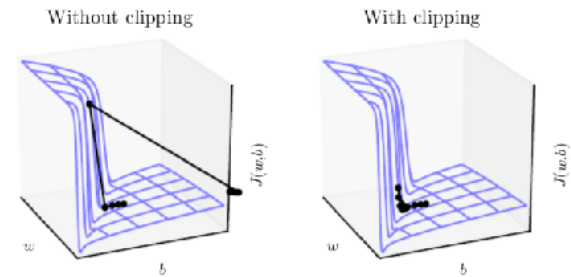 Without clipping
With clipping
J(w,b)
w
b
J(w,b)
w
b